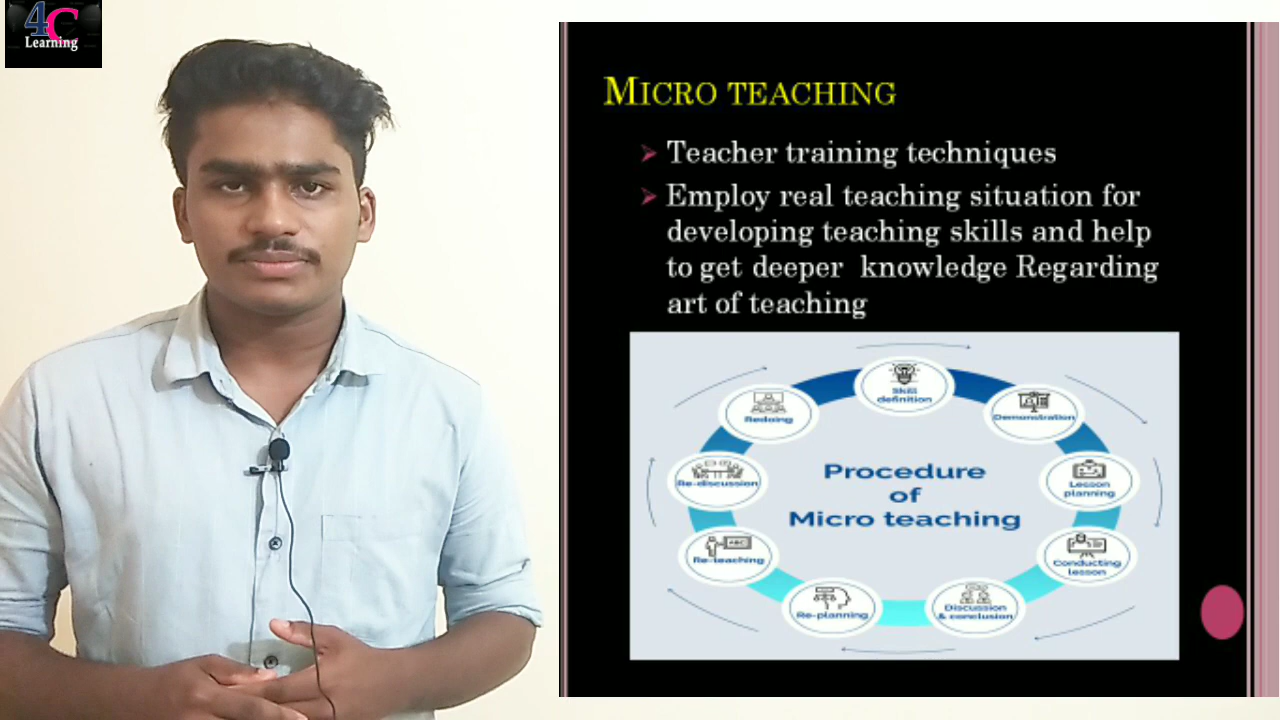 4C
Learning
MICRO TEACHING
Teacher training techniques
Employ real teaching situation for
developing teaching skills and help
to get deeper knowledge Regarding
art of teaching
Skill
definition
Demonstration
Lesson
planning
Conducting
lesson
Discussion
& conclusion
Re-planning
Re-teaching
ABC
Re-discussion
Redoing
Procedure
of
Micro teaching